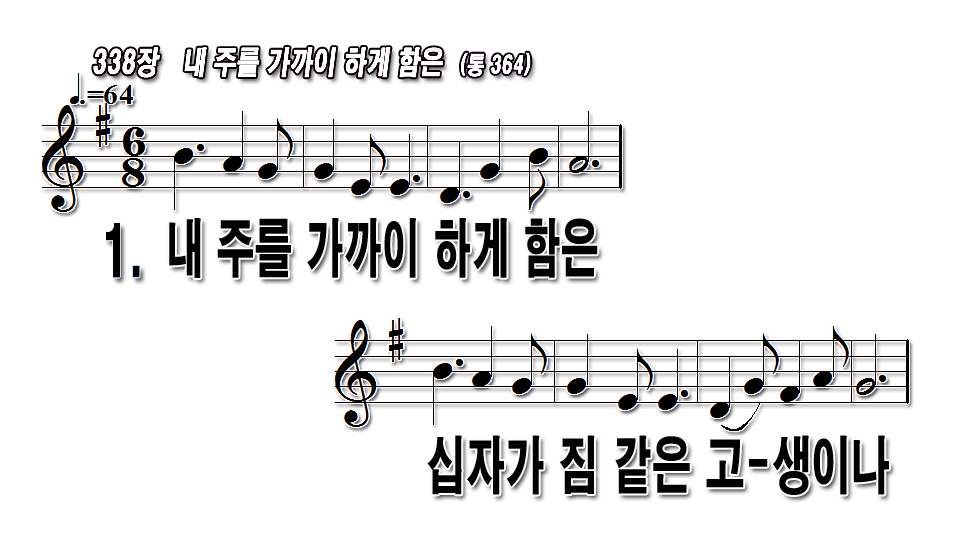 338장 내 주를 가까이 하게 함은 (통 364)
♩.=64
6
8
1. 내 주를 가까이 하게 함은
십자가 짐 같은 고-생이나